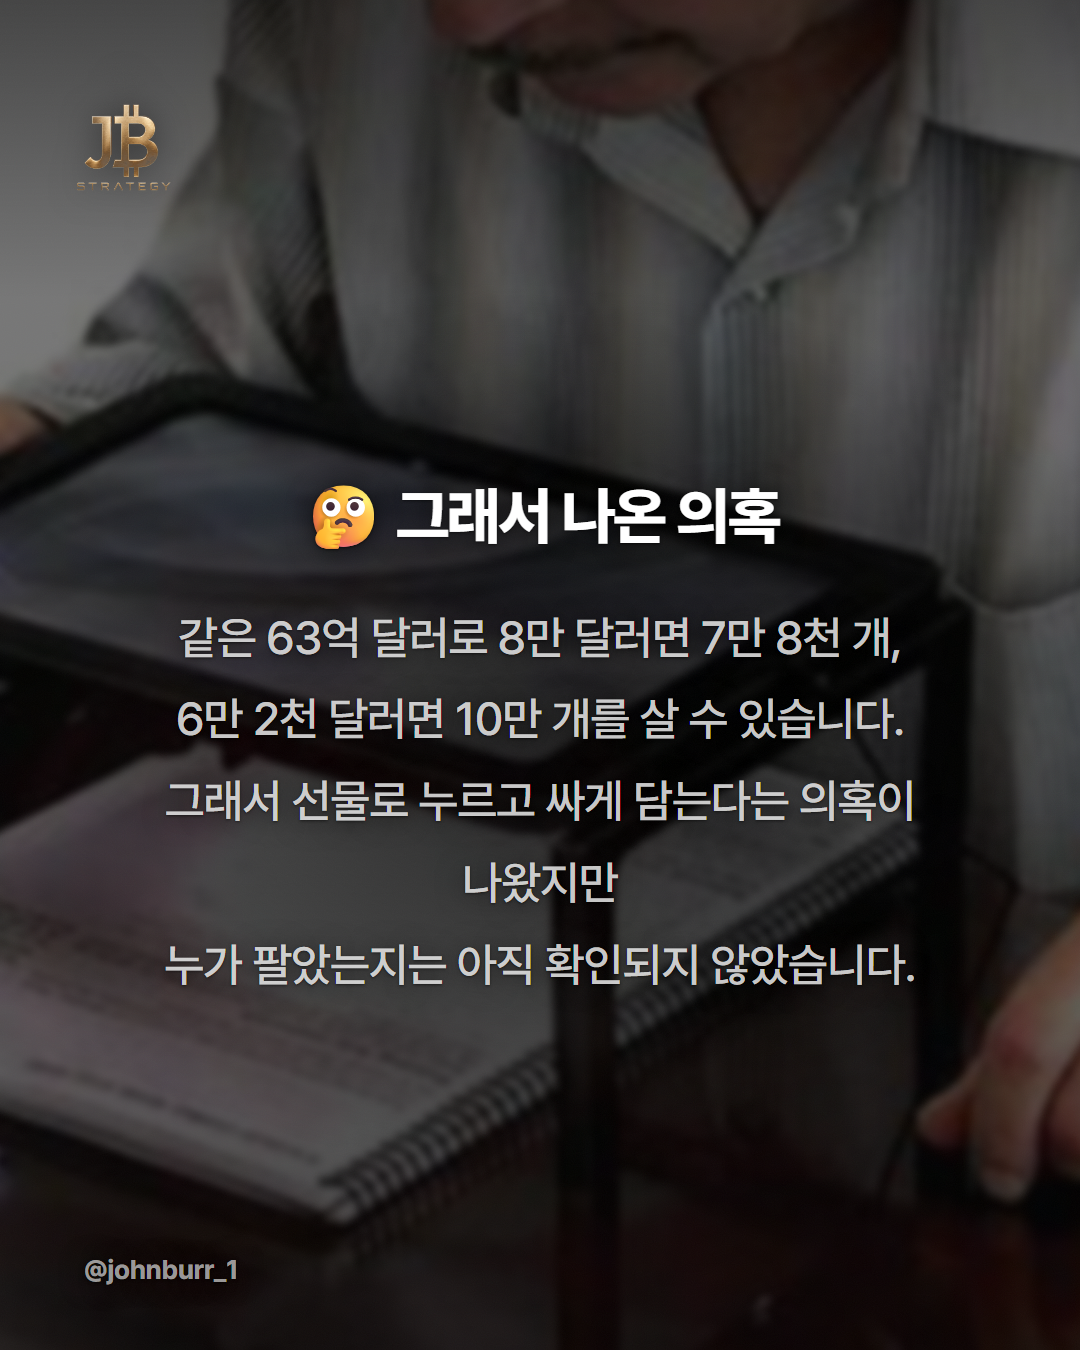 JB
STRATEGY
🤔 그래서 나온 의혹
같은 63억 달러로 8만 달러면 7만 8천 개,
6만 2천 달러면 10만 개를 살 수 있습니다.
그래서 선물로 누르고 싸게 담는다는 의혹이
나왔지만
누가 팔았는지는 아직 확인되지 않았습니다.
@johnburr_1